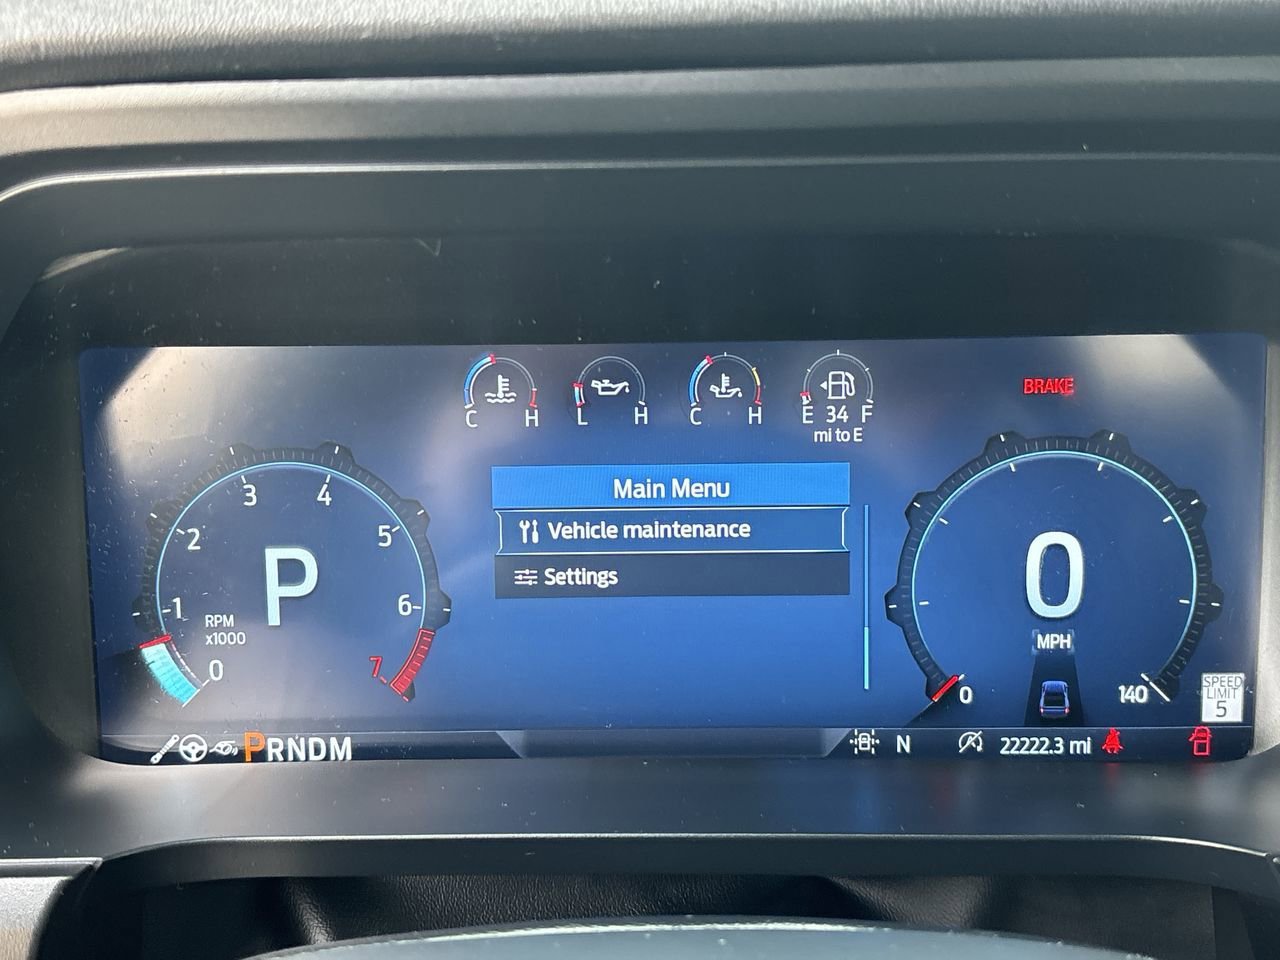 C H
L H
C H
E 34 F
mi to E
BRAKE
Main Menu
Vehicle maintenance
Settings
0 1 2 3 4 5 6 7
RPM
x1000
P
0
MPH
0 140
SPEED
LIMIT
5
PRNDM
N
22222.3 mi